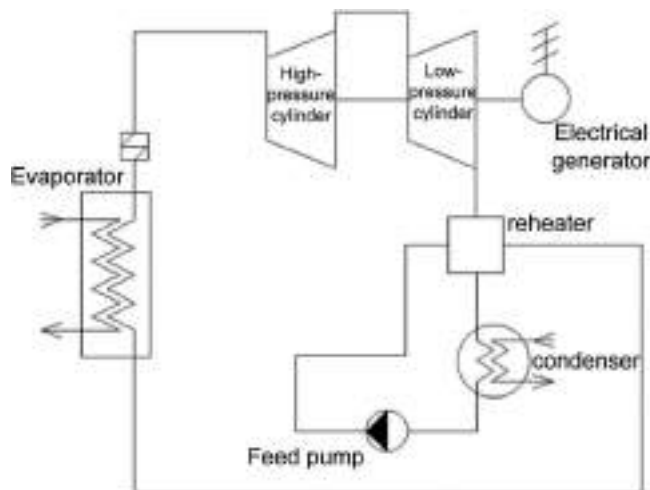 High-
pressure
cylinder
Low-
pressure
cylinder
Electrical
generator
Evaporator
reheater
condenser
Feed pump